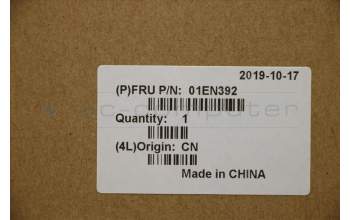 2019-10-17
(P)FRU P/N: 01EN392
Quantity: 1
(4L)Origin: CN
Made in CHINA